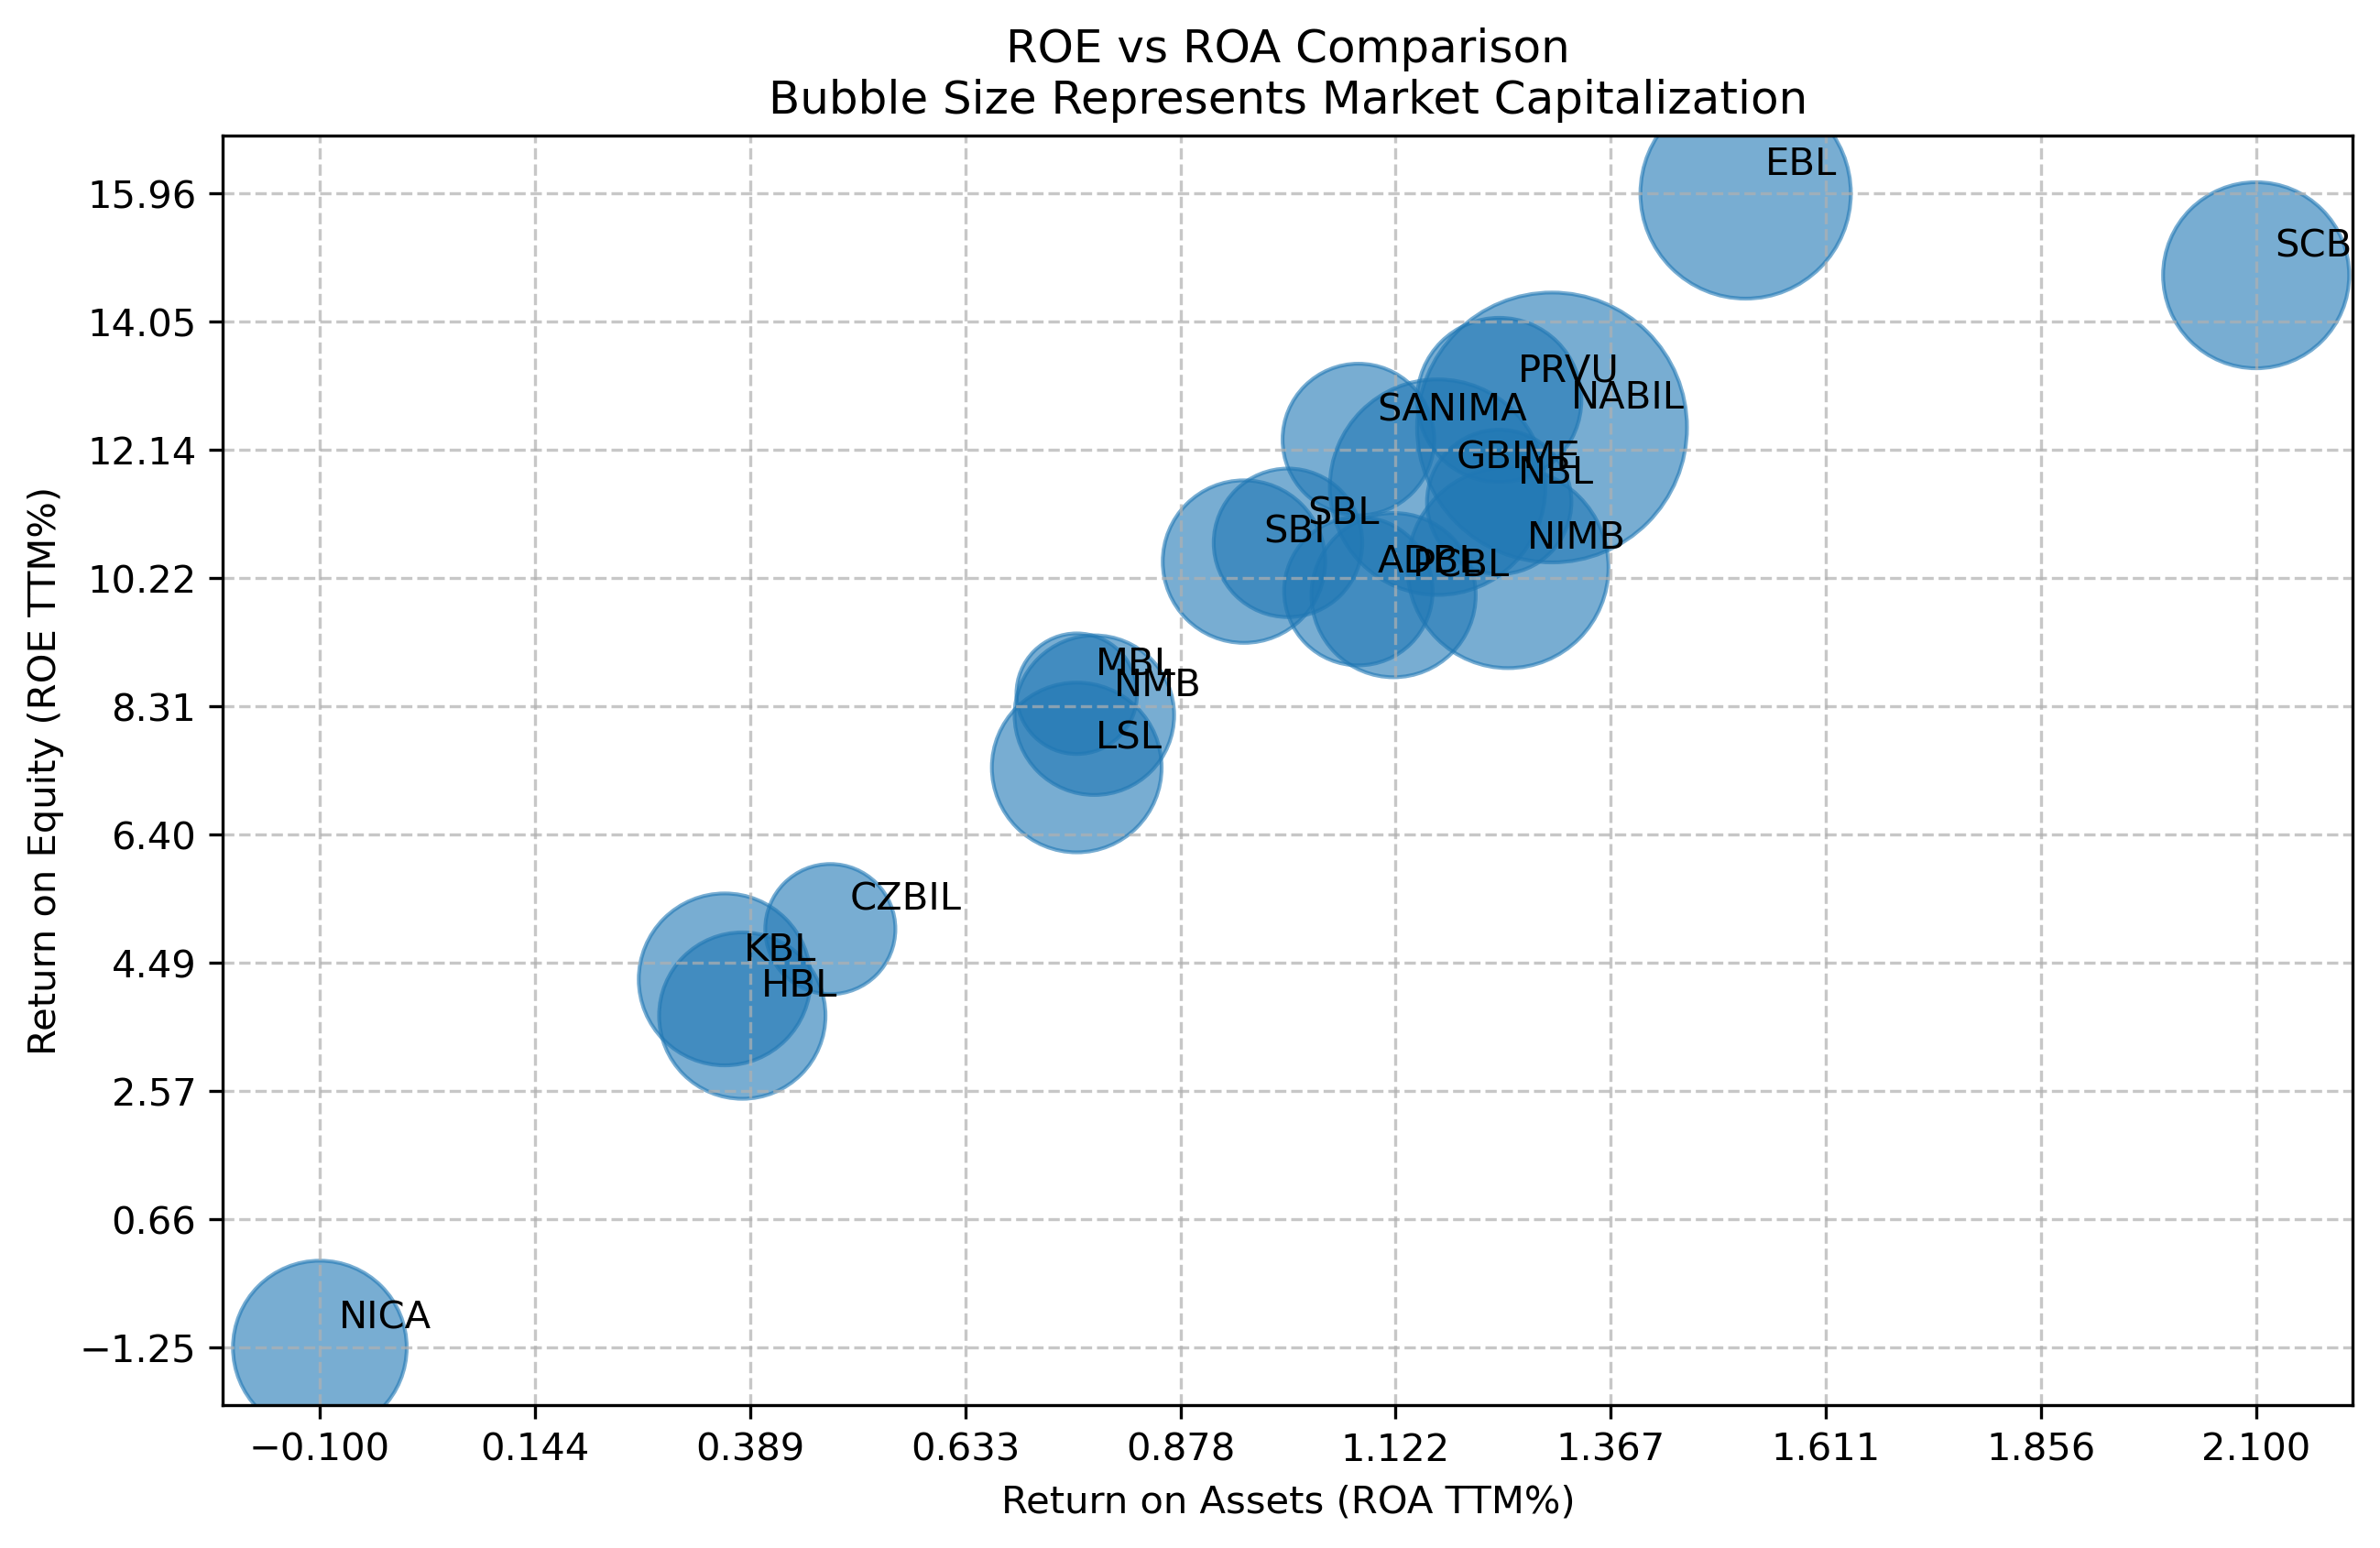 ROE vs ROA Comparison
Bubble Size Represents Market Capitalization
Return on Equity (ROE TTM%)
15.96
14.05
12.14
10.22
8.31
6.40
4.49
2.57
0.66
−1.25
EBL
SCB
PRVU
NABIL
SANIMA
GBIME
NBL
SBL
SBI
NIMB
ADBL
PCBL
MBL
NMB
LSL
CZBIL
KBL
HBL
NICA
−0.100 0.144 0.389 0.633 0.878 1.122 1.367 1.611 1.856 2.100
Return on Assets (ROA TTM%)